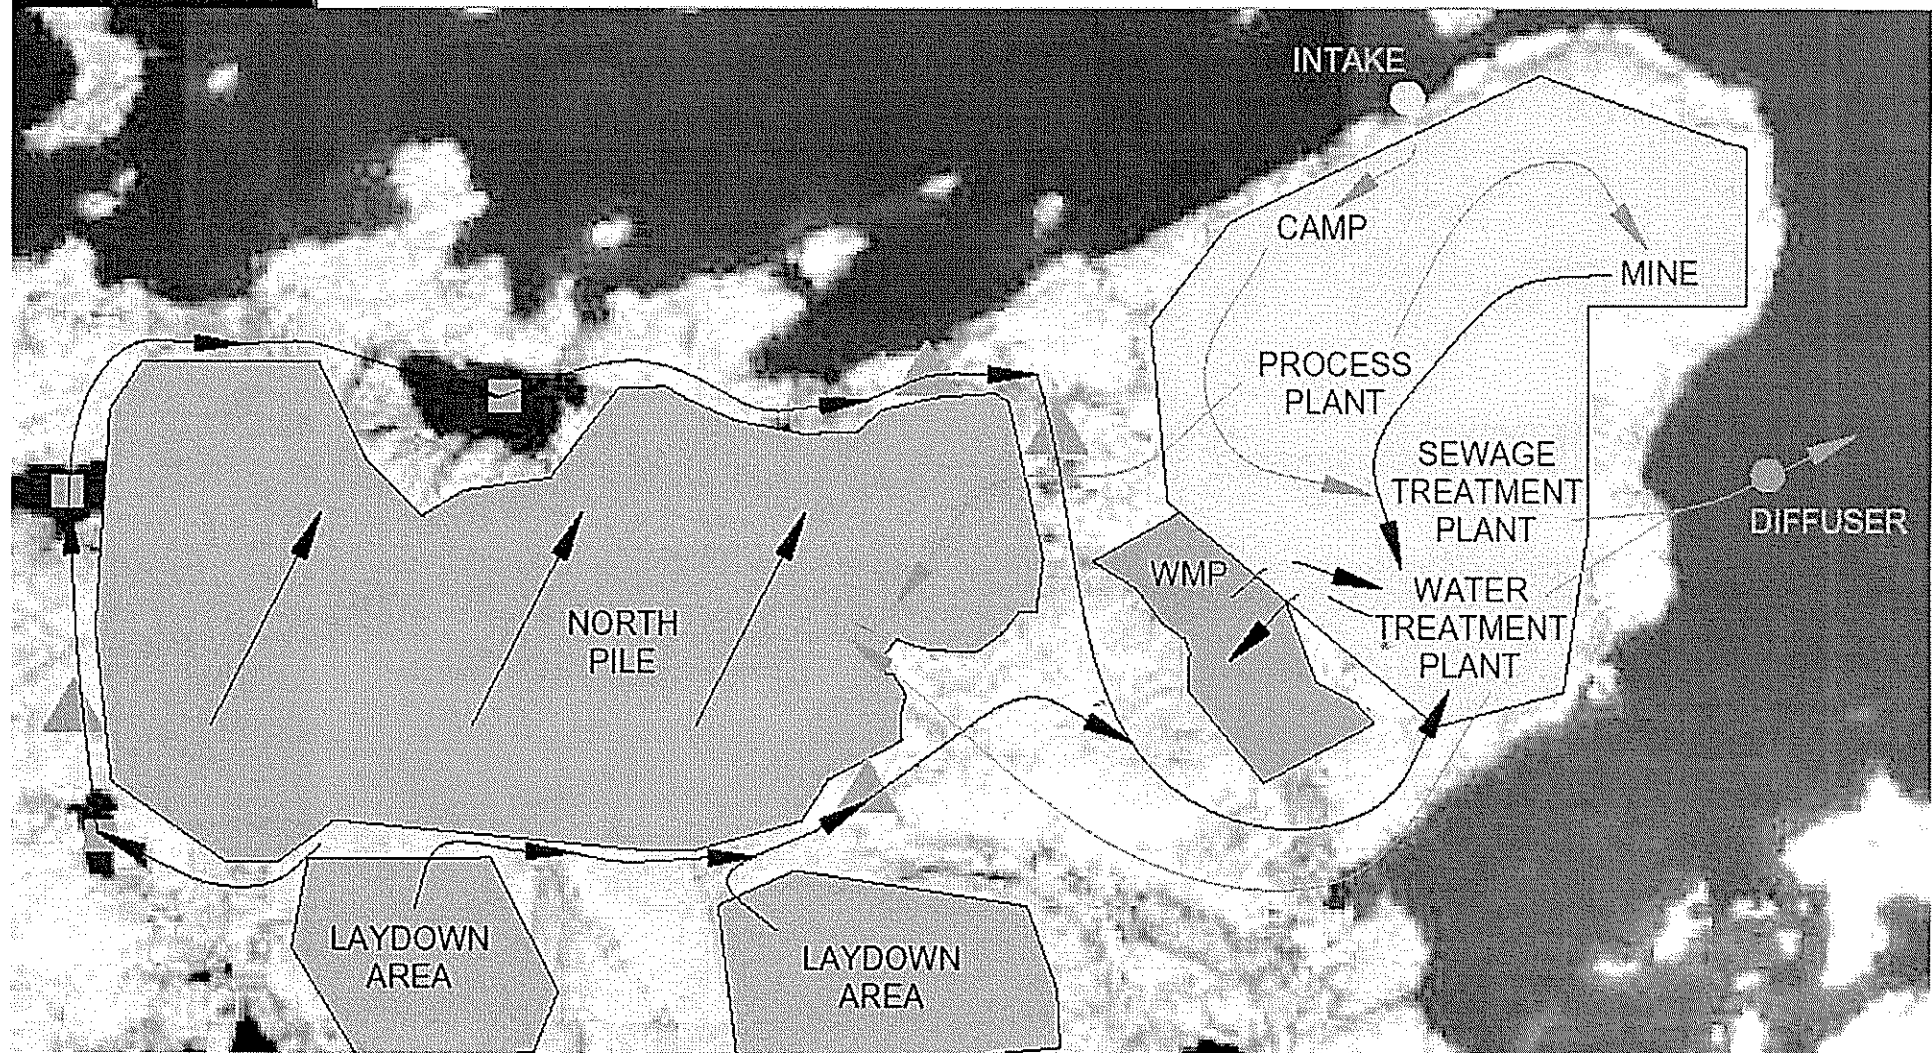 INTAKE
CAMP
MINE
PROCESS
PLANT
SEWAGE
TREATMENT
PLANT
DIFFUSER
WMP
WATER
TREATMENT
PLANT
NORTH
PILE
LAYDOWN
AREA
LAYDOWN
AREA